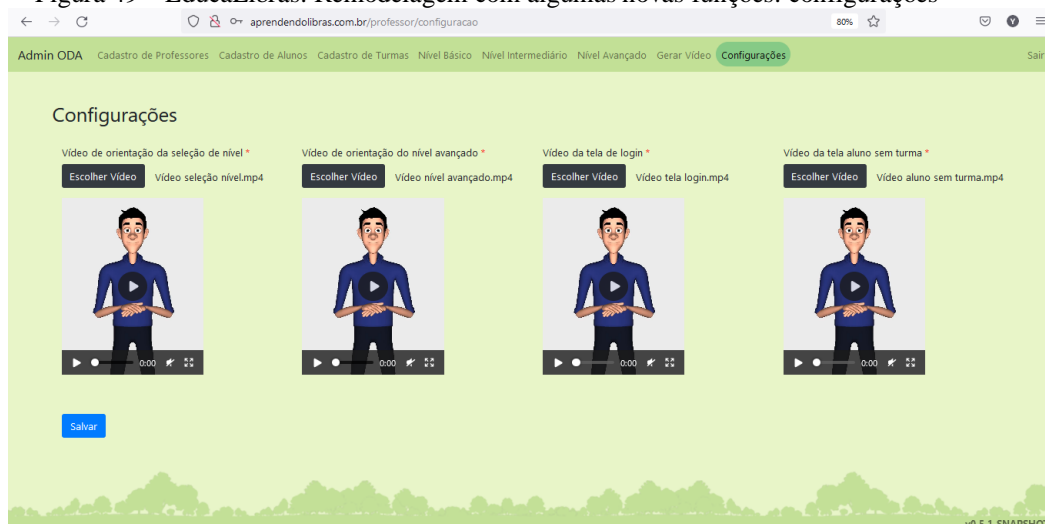 Figura 49 – EducaLibras: Remodelagem com algumas novas funções: configurações
aprendendolibras.com.br/professor/configuracao 80% Y
Admin ODA Cadastro de Professores Cadastro de Alunos Cadastro de Turmas Nível Básico Nível Intermediário Nível Avançado Gerar Vídeo Configurações Sair
Configurações
Vídeo de orientação da seleção de nível * Vídeo de orientação do nível avançado * Vídeo da tela de login * Vídeo da tela aluno sem turma *
Escolher Vídeo Vídeo seleção nível.mp4 Escolher Vídeo Vídeo nível avançado.mp4 Escolher Vídeo Vídeo tela login.mp4 Escolher Vídeo Vídeo aluno sem turma.mp4
0:00 0:00 0:00 0:00
Salvar
v0.5.1-SNAPSHOT